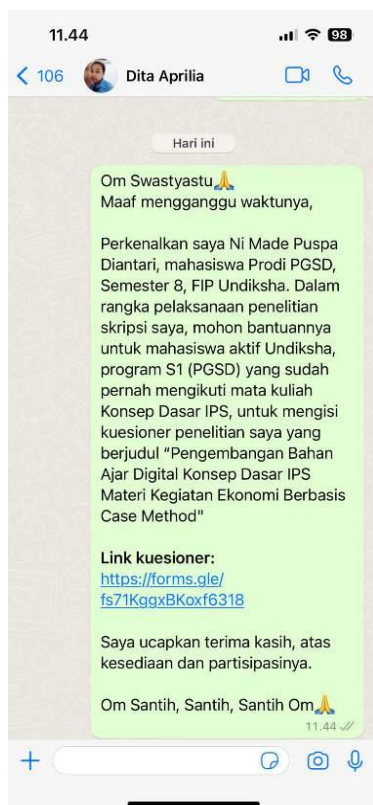 11.44
98
106
Dita Aprilia
Hari ini
Om Swastyastu🙏
Maaf mengganggu waktunya,
Perkenalkan saya Ni Made Puspa
Diantari, mahasiswa Prodi PGSD,
Semester 8, FIP Undiksha. Dalam
rangka pelaksanaan penelitian
skripsi saya, mohon bantuannya
untuk mahasiswa aktif Undiksha,
program S1 (PGSD) yang sudah
pernah mengikuti mata kuliah
Konsep Dasar IPS, untuk mengisi
kuesioner penelitian saya yang
berjudul “Pengembangan Bahan
Ajar Digital Konsep Dasar IPS
Materi Kegiatan Ekonomi Berbasis
Case Method"
Link kuesioner:
https://forms.gle/
fs71KggxBKoxf6318
Saya ucapkan terima kasih, atas
kesediaan dan partisipasinya.
Om Santih, Santih, Santih Om🙏
11.44